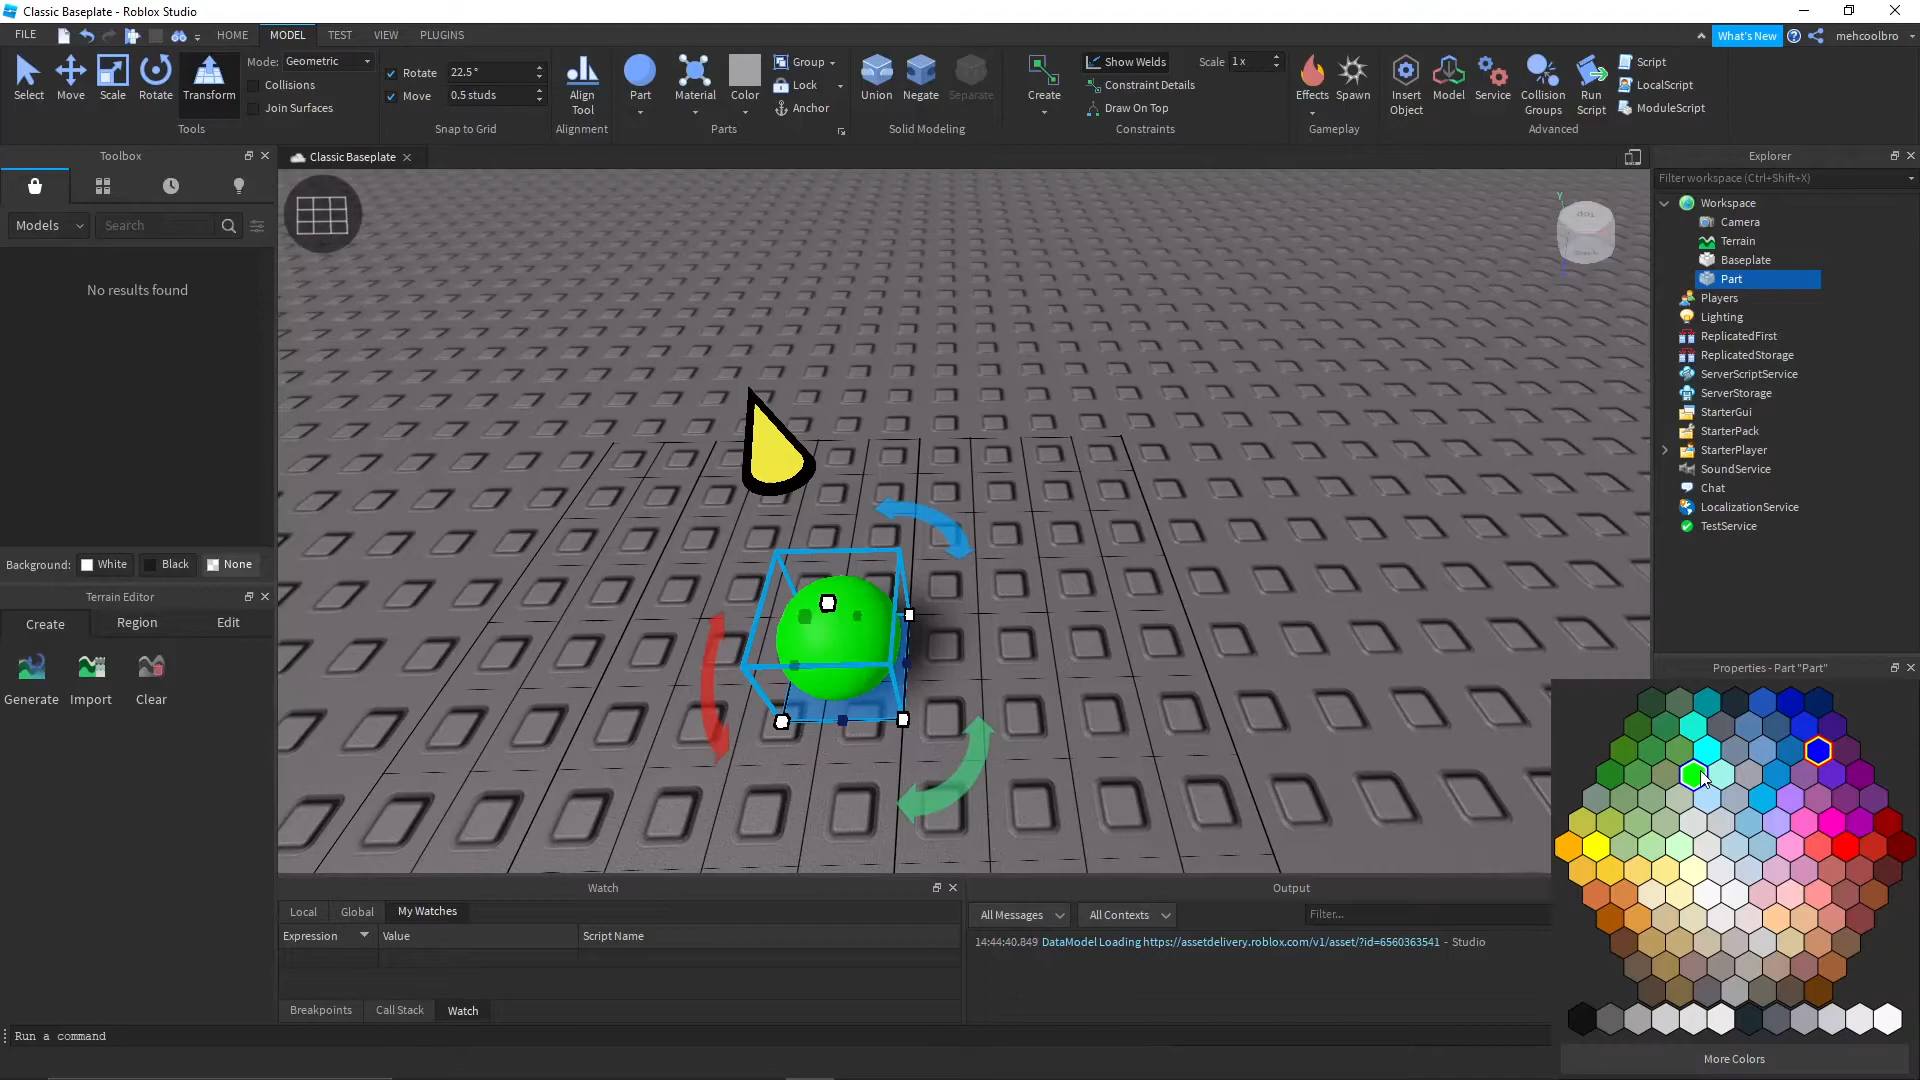 Classic Baseplate - Roblox Studio
FILE HOME MODEL TEST VIEW PLUGINS What's New mehcoolbro
Select Move Scale Rotate Transform
Mode: Geometric
Collisions
Join Surfaces
Tools
Rotate 22.5°
Move 0.5 studs
Snap to Grid
Align Tool
Alignment
Part Material Color
Group
Lock
Anchor
Parts
Union Negate Separate
Solid Modeling
Create
Show Welds
Constraint Details
Draw On Top
Scale 1 x
Constraints
Effects Spawn
Gameplay
Insert Object Model Service Collision Groups Run Script
Script
LocalScript
ModuleScript
Advanced
Toolbox
Models Search
No results found
Background: White Black None
Terrain Editor
Create Region Edit
Generate Import Clear
Classic Baseplate
Y
TOP
Explorer
Filter workspace (Ctrl+Shift+X)
Workspace
Camera
Terrain
Baseplate
Part
Players
Lighting
ReplicatedFirst
ReplicatedStorage
ServerScriptService
ServerStorage
StarterGui
StarterPack
StarterPlayer
SoundService
Chat
LocalizationService
TestService
Properties - Part "Part"
More Colors
Watch
Local Global My Watches
Expression Value Script Name
Breakpoints Call Stack Watch
Output
All Messages All Contexts Filter...
14:44:40.849 DataModel Loading https://assetdelivery.roblox.com/v1/asset/?id=6560363541 - Studio
Run a command